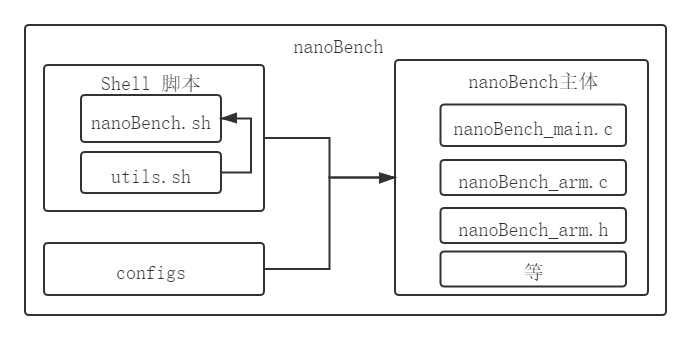 nanoBench
Shell 脚本
nanoBench.sh
utils.sh
configs
nanoBench主体
nanoBench_main.c
nanoBench_arm.c
nanoBench_arm.h
等